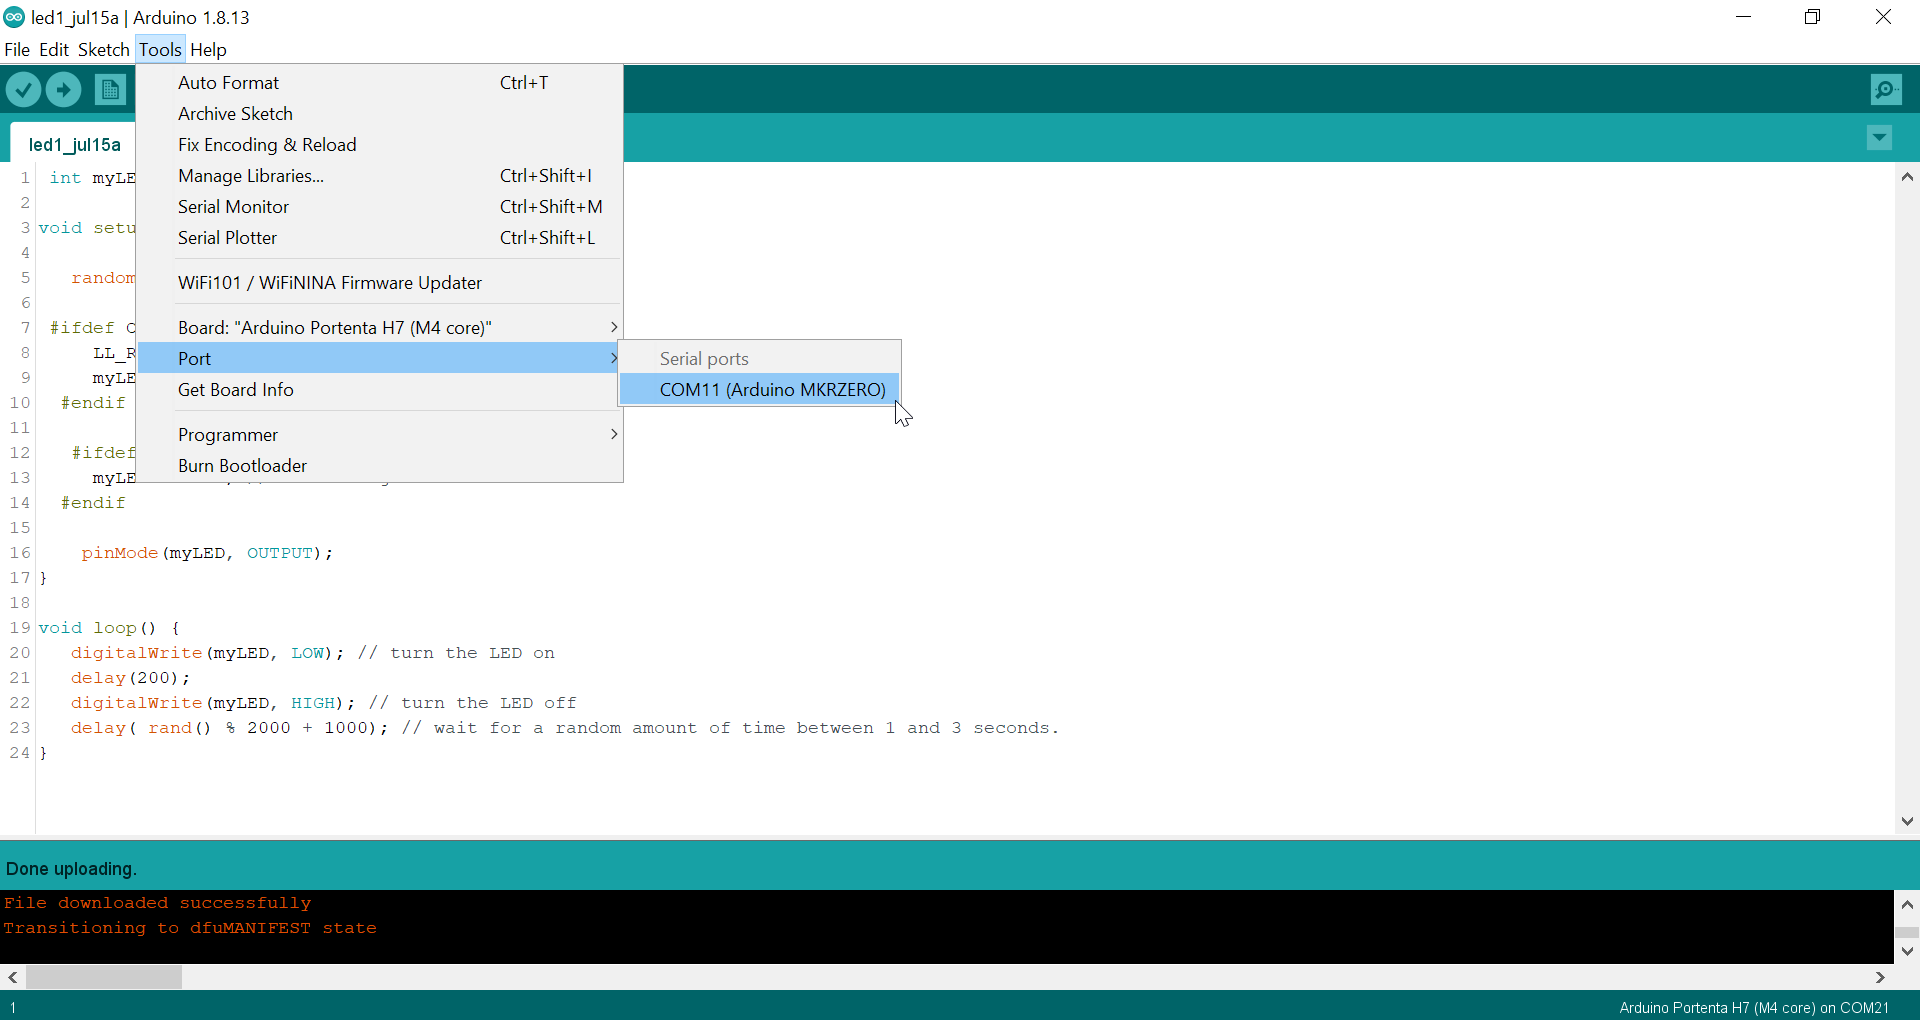 led1_jul15a | Arduino 1.8.13
File Edit Sketch Tools Help
Auto Format Ctrl+T
Archive Sketch
Fix Encoding & Reload
Manage Libraries... Ctrl+Shift+I
Serial Monitor Ctrl+Shift+M
Serial Plotter Ctrl+Shift+L
WiFi101 / WiFiNINA Firmware Updater
Board: "Arduino Portenta H7 (M4 core)"
Port
Get Board Info
Programmer
Burn Bootloader
Serial ports
COM11 (Arduino MKRZERO)
led1_jul15a
1 int myLE
2
3 void setu
4
5 random
6
7 #ifdef
8 LL_R
9 myLE
10 #endif
11
12 #ifdef
13 myLE
14 #endif
15
16 pinMode(myLED, OUTPUT);
17 }
18
19 void loop() {
20 digitalWrite(myLED, LOW); // turn the LED on
21 delay(200);
22 digitalWrite(myLED, HIGH); // turn the LED off
23 delay( rand() % 2000 + 1000); // wait for a random amount of time between 1 and 3 seconds.
24 }
Done uploading.
File downloaded successfully
Transitioning to dfuMANIFEST state
1 Arduino Portenta H7 (M4 core) on COM21